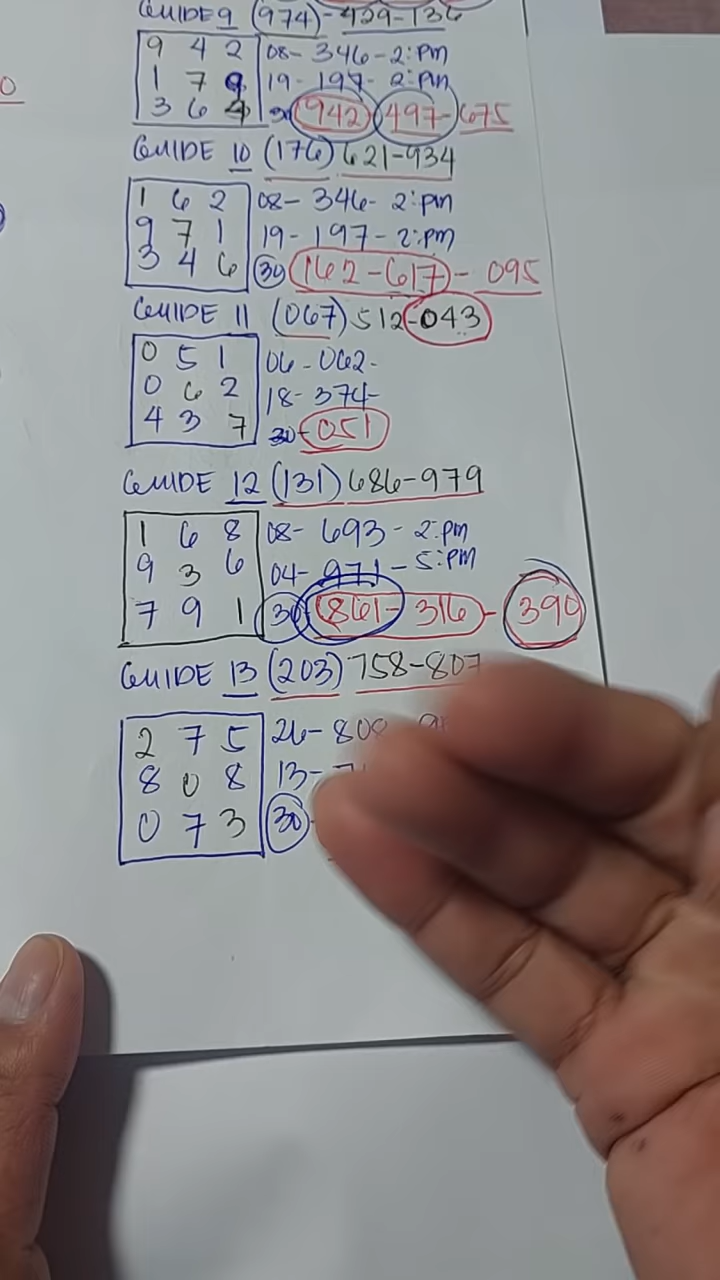 GUIDE 9 (974)-429-136
9 4 2 08-346-2:pm
1 7 9 19-197-2:pm
3 6 4 30 942 497-675
GUIDE 10 (176) 621-934
1 6 2 08-346-2:pm
9 7 1 19-197-2:pm
3 4 6 30 162-617-095
GUIDE 11 (067) 512-043
0 5 1 06-062-
0 6 2 18-374-
4 3 7 30-051
GUIDE 12 (131) 686-979
1 6 8 08-693-2:pm
9 3 6 04-971-5:pm
7 9 1 30 861-316-390
GUIDE 13 (203) 758-807
2 7 5 26-808-9
8 0 8 13-7
0 7 3 30-
0